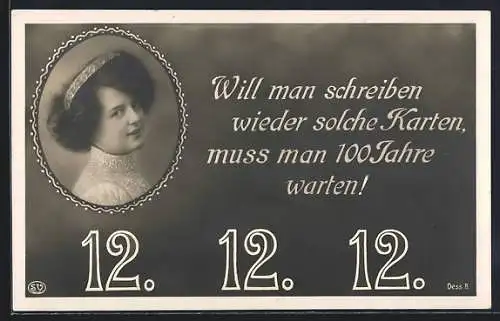 Will man schreiben
wieder solche Karten,
muss man 100 Jahre
warten!
12. 12. 12.
Dess. 8.